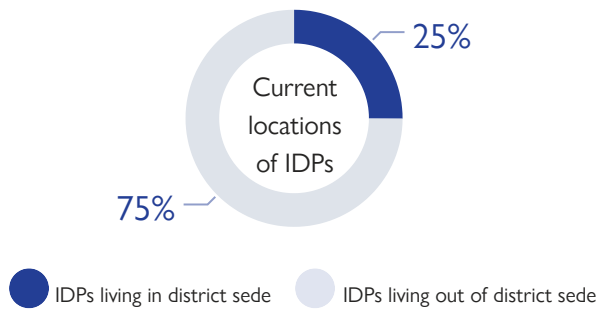 25%
Current
locations
of IDPs
75%
IDPs living in district sede
IDPs living out of district sede